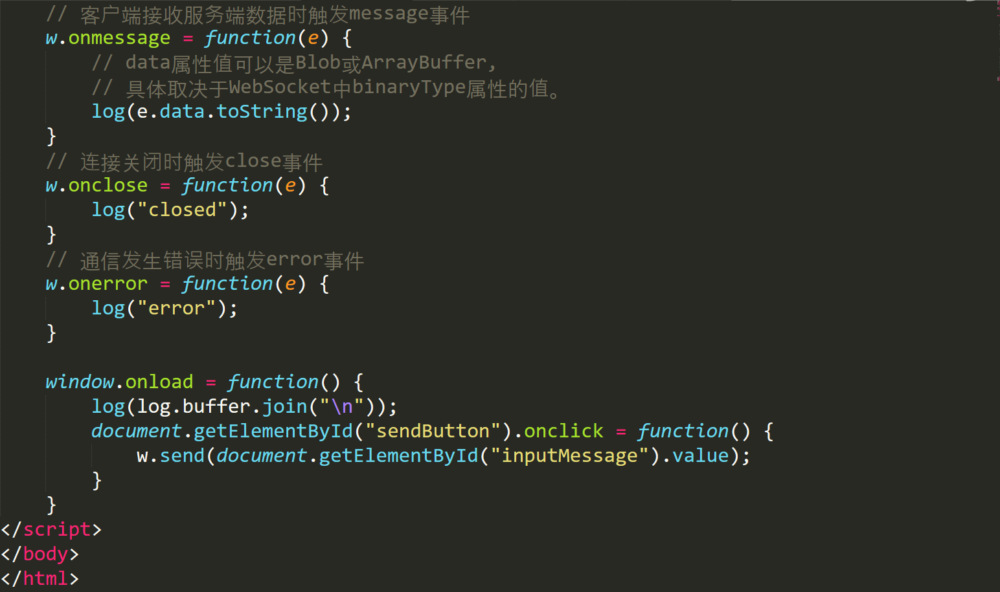 // 客户端接收服务端数据时触发message事件
w.onmessage = function(e) {
// data属性值可以是Blob或ArrayBuffer,
// 具体取决于WebSocket中binaryType属性的值。
log(e.data.toString());
}
// 连接关闭时触发close事件
w.onclose = function(e) {
log("closed");
}
// 通信发生错误时触发error事件
w.onerror = function(e) {
log("error");
}
window.onload = function() {
log(log.buffer.join("\n"));
document.getElementById("sendButton").onclick = function() {
w.send(document.getElementById("inputMessage").value);
}
}
</script>
</body>
</html>